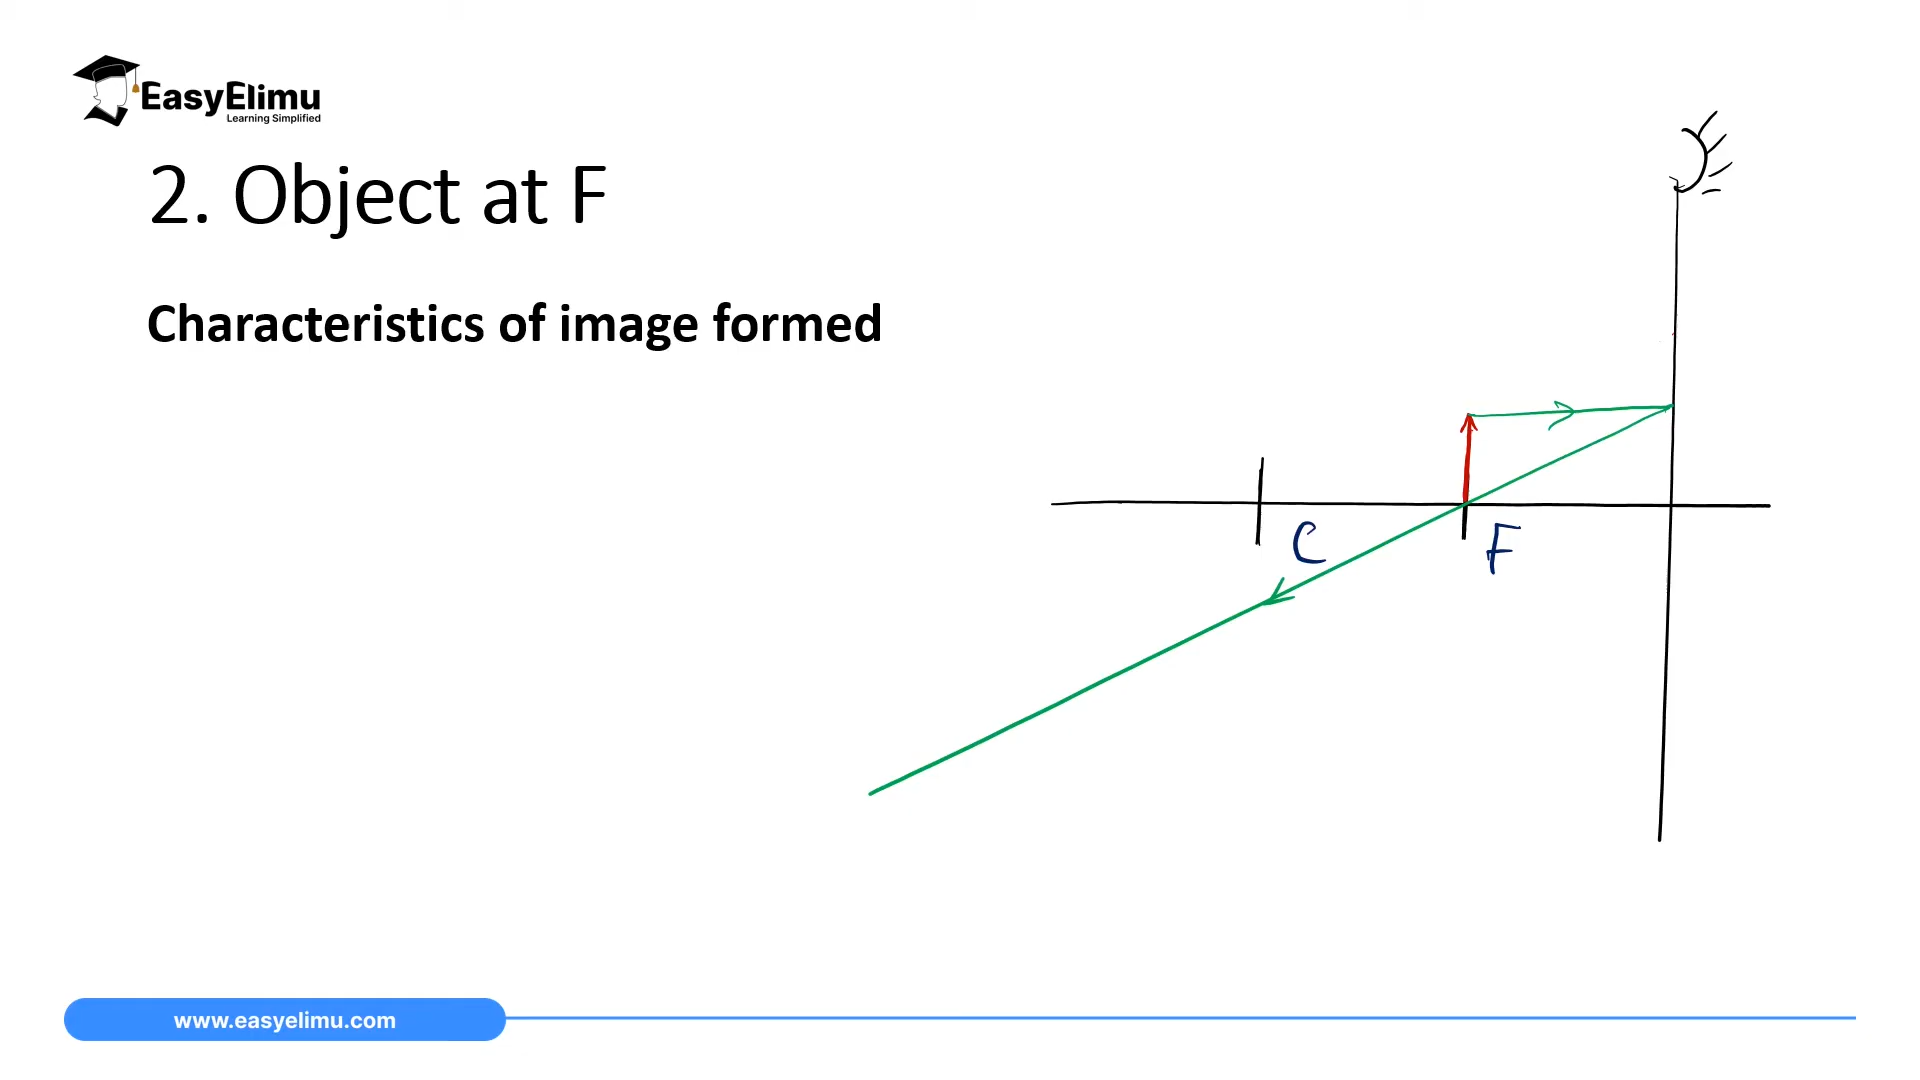 EasyElimu
Learning Simplified
2. Object at F
Characteristics of image formed
C
F
www.easyelimu.com